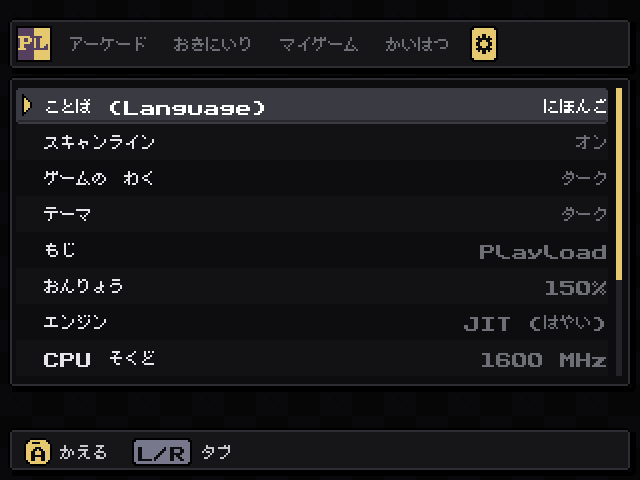 PL アーケード おきにいり マイゲーム かいはつ
ことば (Language) にほんご
スキャンライン オン
ゲームの わく ダーク
テーマ ダーク
もじ PlayLoad
おんりょう 150%
エンジン JIT (はやい)
CPU そくど 1600 MHz
A かえる L/R タブ